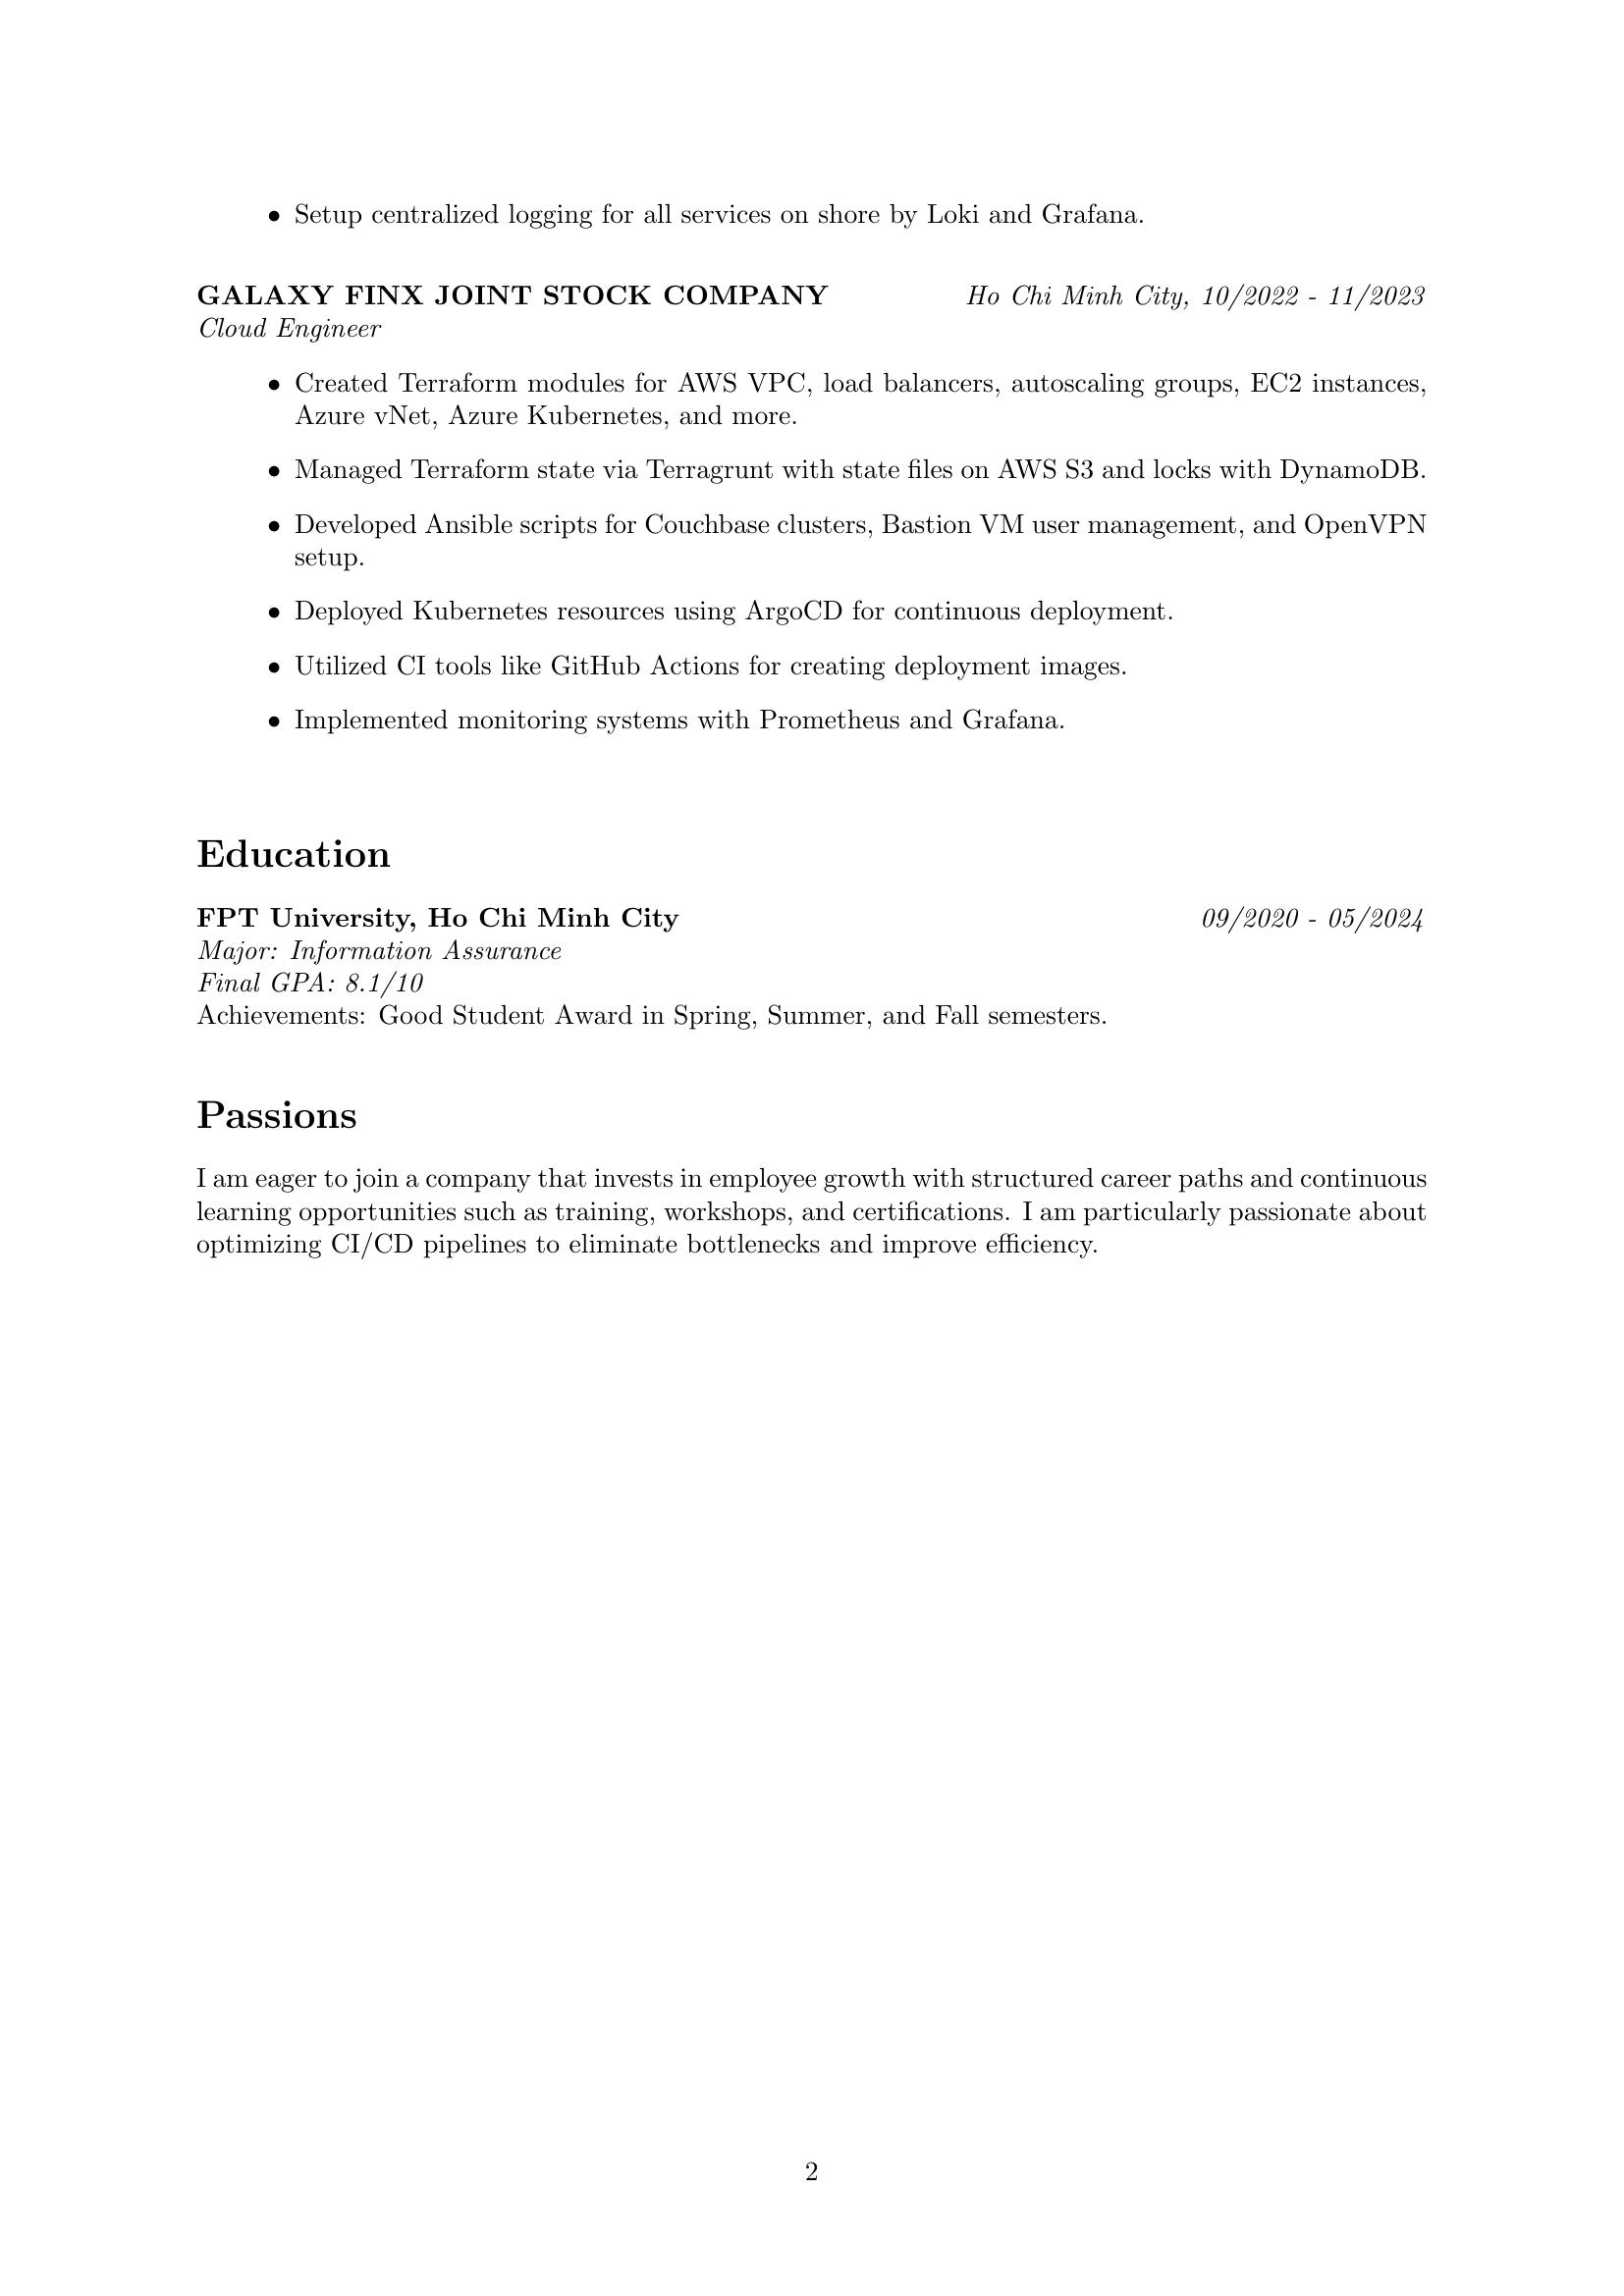 • Setup centralized logging for all services on shore by Loki and Grafana.
GALAXY FINX JOINT STOCK COMPANY Ho Chi Minh City, 10/2022 - 11/2023
Cloud Engineer
• Created Terraform modules for AWS VPC, load balancers, autoscaling groups, EC2 instances,
Azure vNet, Azure Kubernetes, and more.
• Managed Terraform state via Terragrunt with state files on AWS S3 and locks with DynamoDB.
• Developed Ansible scripts for Couchbase clusters, Bastion VM user management, and OpenVPN
setup.
• Deployed Kubernetes resources using ArgoCD for continuous deployment.
• Utilized CI tools like GitHub Actions for creating deployment images.
• Implemented monitoring systems with Prometheus and Grafana.
Education
FPT University, Ho Chi Minh City 09/2020 - 05/2024
Major: Information Assurance
Final GPA: 8.1/10
Achievements: Good Student Award in Spring, Summer, and Fall semesters.
Passions
I am eager to join a company that invests in employee growth with structured career paths and continuous
learning opportunities such as training, workshops, and certifications. I am particularly passionate about
optimizing CI/CD pipelines to eliminate bottlenecks and improve efficiency.
2